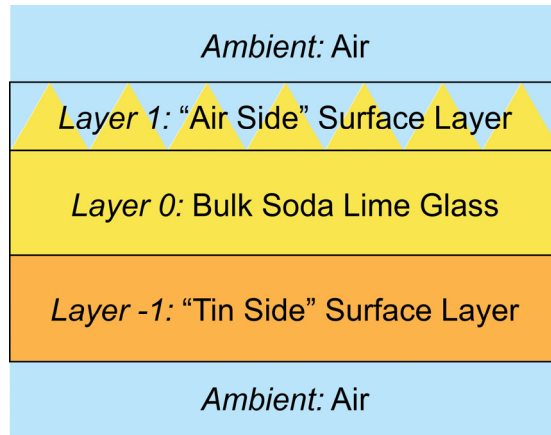 Ambient: Air
Layer 1: “Air Side” Surface Layer
Layer 0: Bulk Soda Lime Glass
Layer -1: “Tin Side” Surface Layer
Ambient: Air